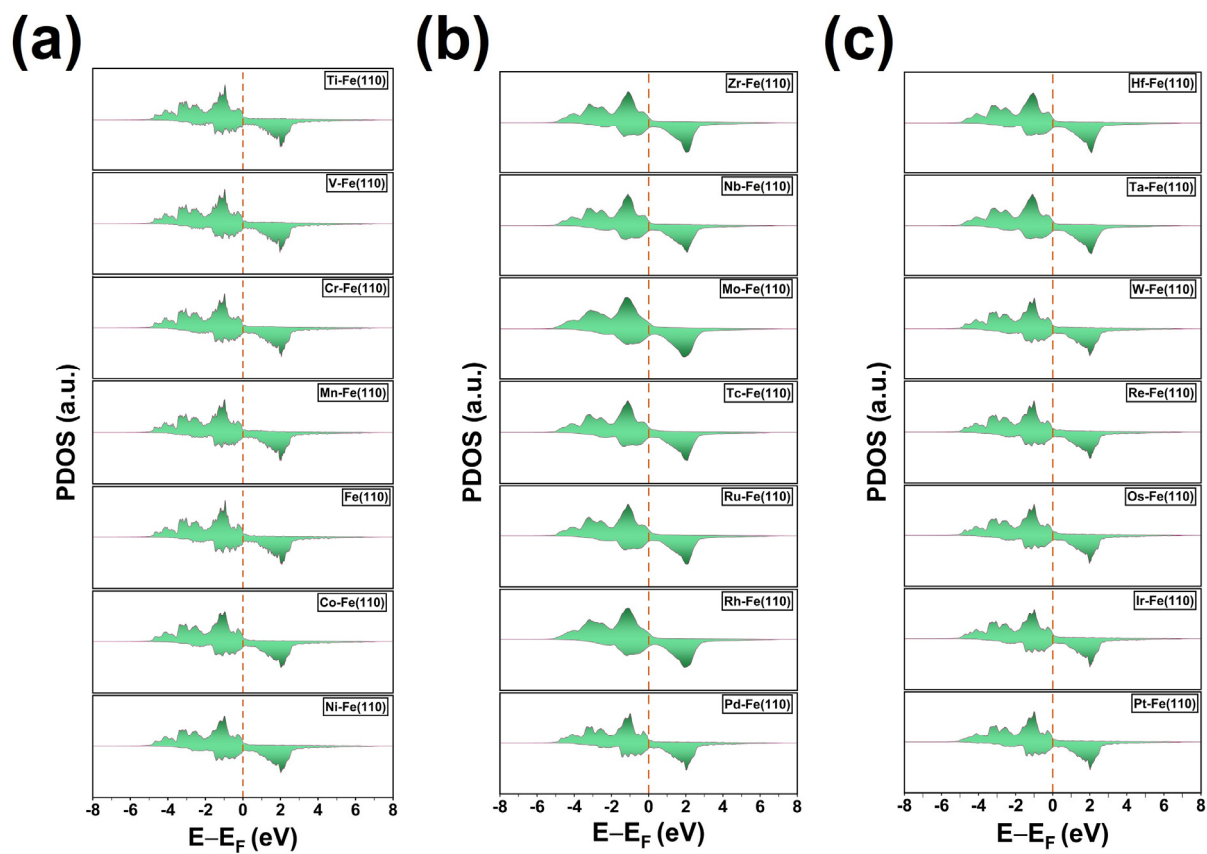 (a)
PDOS (a.u.)
Ti-Fe(110)
V-Fe(110)
Cr-Fe(110)
Mn-Fe(110)
Fe(110)
Co-Fe(110)
Ni-Fe(110)
-8 -6 -4 -2 0 2 4 6 8
E–E_F (eV)
(b)
PDOS (a.u.)
Zr-Fe(110)
Nb-Fe(110)
Mo-Fe(110)
Tc-Fe(110)
Ru-Fe(110)
Rh-Fe(110)
Pd-Fe(110)
-8 -6 -4 -2 0 2 4 6 8
E–E_F (eV)
(c)
PDOS (a.u.)
Hf-Fe(110)
Ta-Fe(110)
W-Fe(110)
Re-Fe(110)
Os-Fe(110)
Ir-Fe(110)
Pt-Fe(110)
-8 -6 -4 -2 0 2 4 6 8
E–E_F (eV)